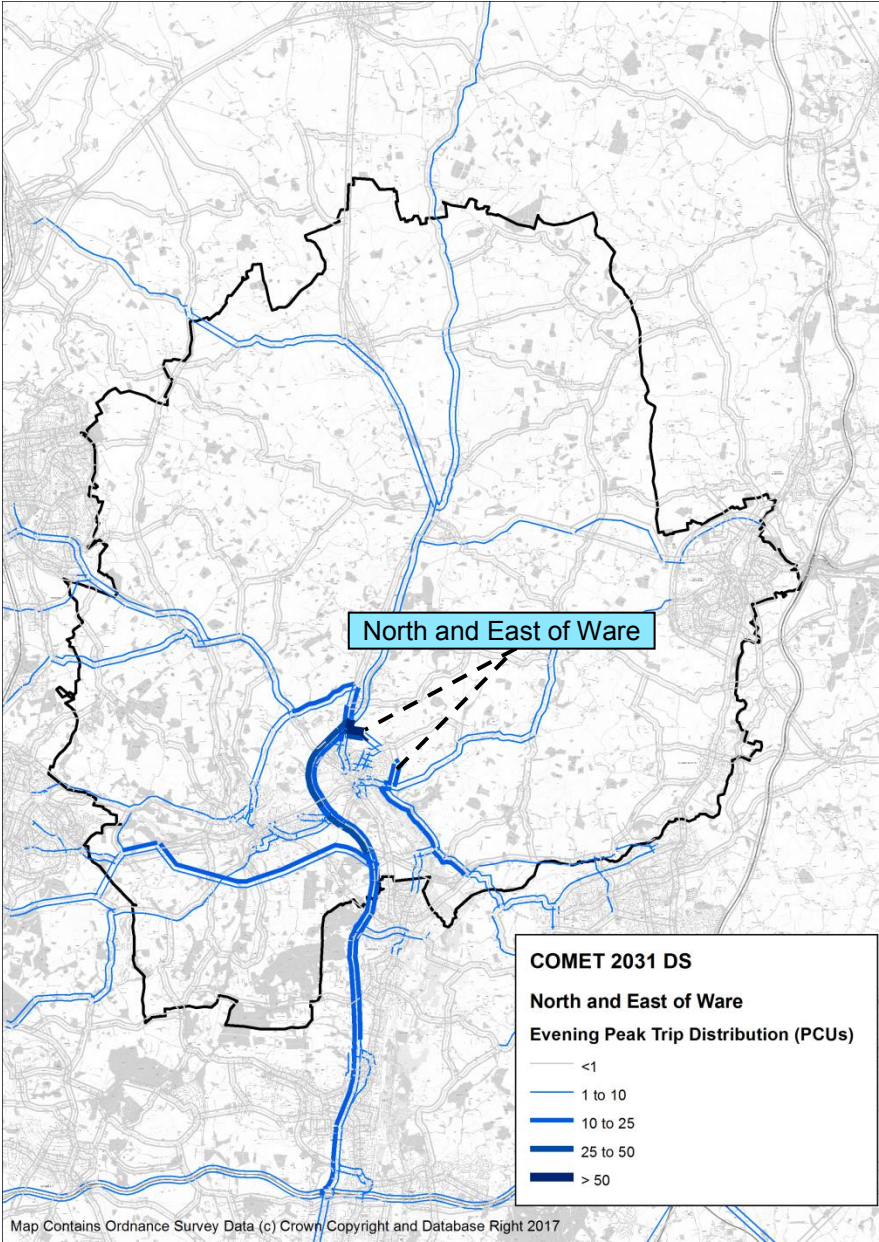 North and East of Ware
COMET 2031 DS
North and East of Ware
Evening Peak Trip Distribution (PCUs)
<1
1 to 10
10 to 25
25 to 50
> 50
Map Contains Ordnance Survey Data (c) Crown Copyright and Database Right 2017